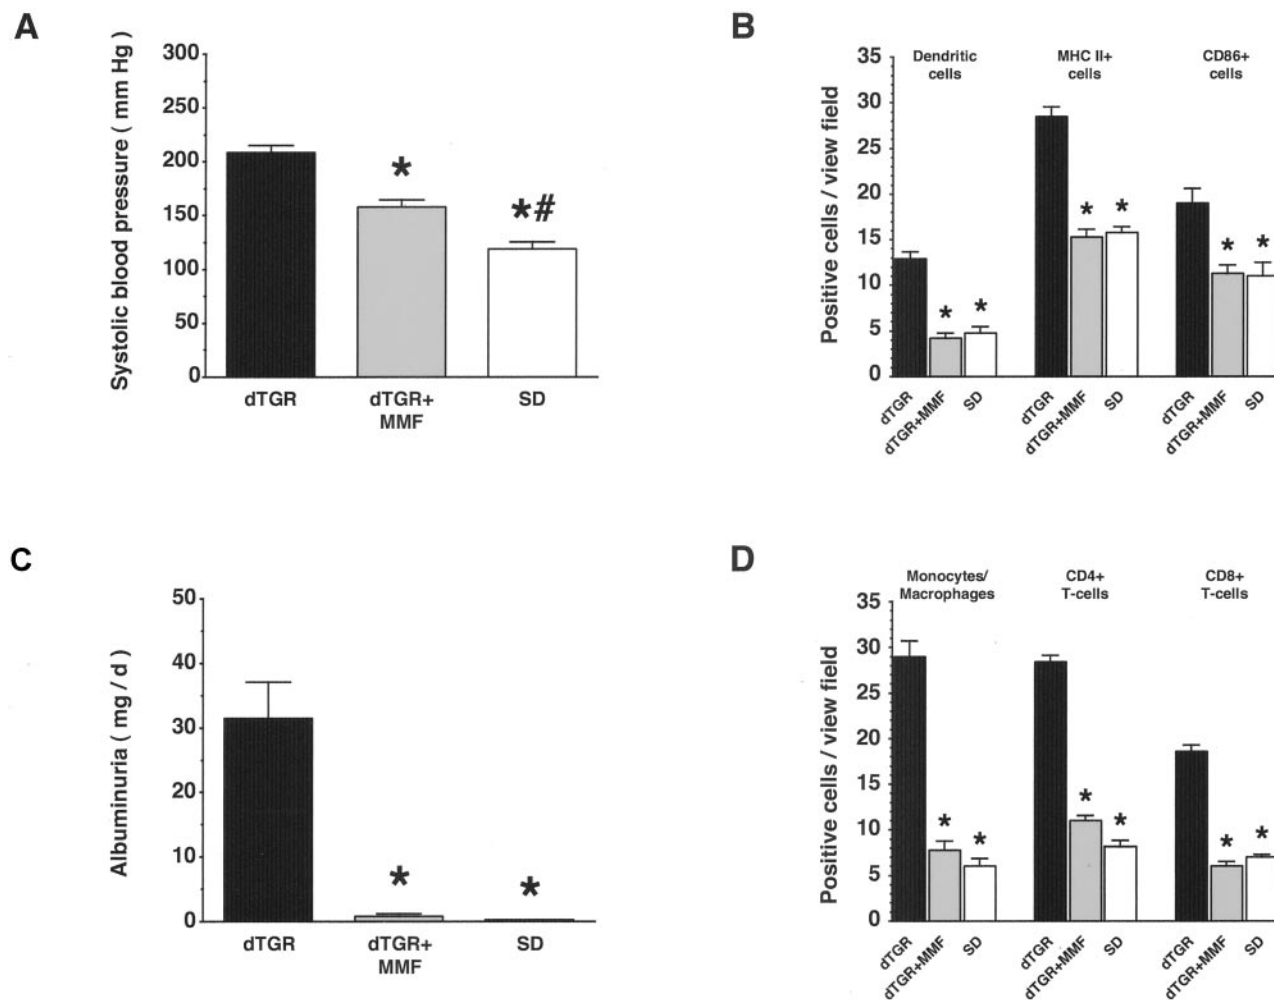 A
Systolic blood pressure ( mm Hg )
300
250
200
150
100
50
0
*
*#
dTGR
dTGR+
MMF
SD
B
Positive cells / view field
35
30
25
20
15
10
5
0
Dendritic
cells
MHC II+
cells
CD86+
cells
* *
* *
* *
dTGR
dTGR+MMF
SD
dTGR
dTGR+MMF
SD
dTGR
dTGR+MMF
SD
C
Albuminuria ( mg / d )
50
40
30
20
10
0
*
*
dTGR
dTGR+
MMF
SD
D
Positive cells / view field
35
30
25
20
15
10
5
0
Monocytes/
Macrophages
CD4+
T-cells
CD8+
T-cells
* *
* *
* *
dTGR
dTGR+MMF
SD
dTGR
dTGR+MMF
SD
dTGR
dTGR+MMF
SD